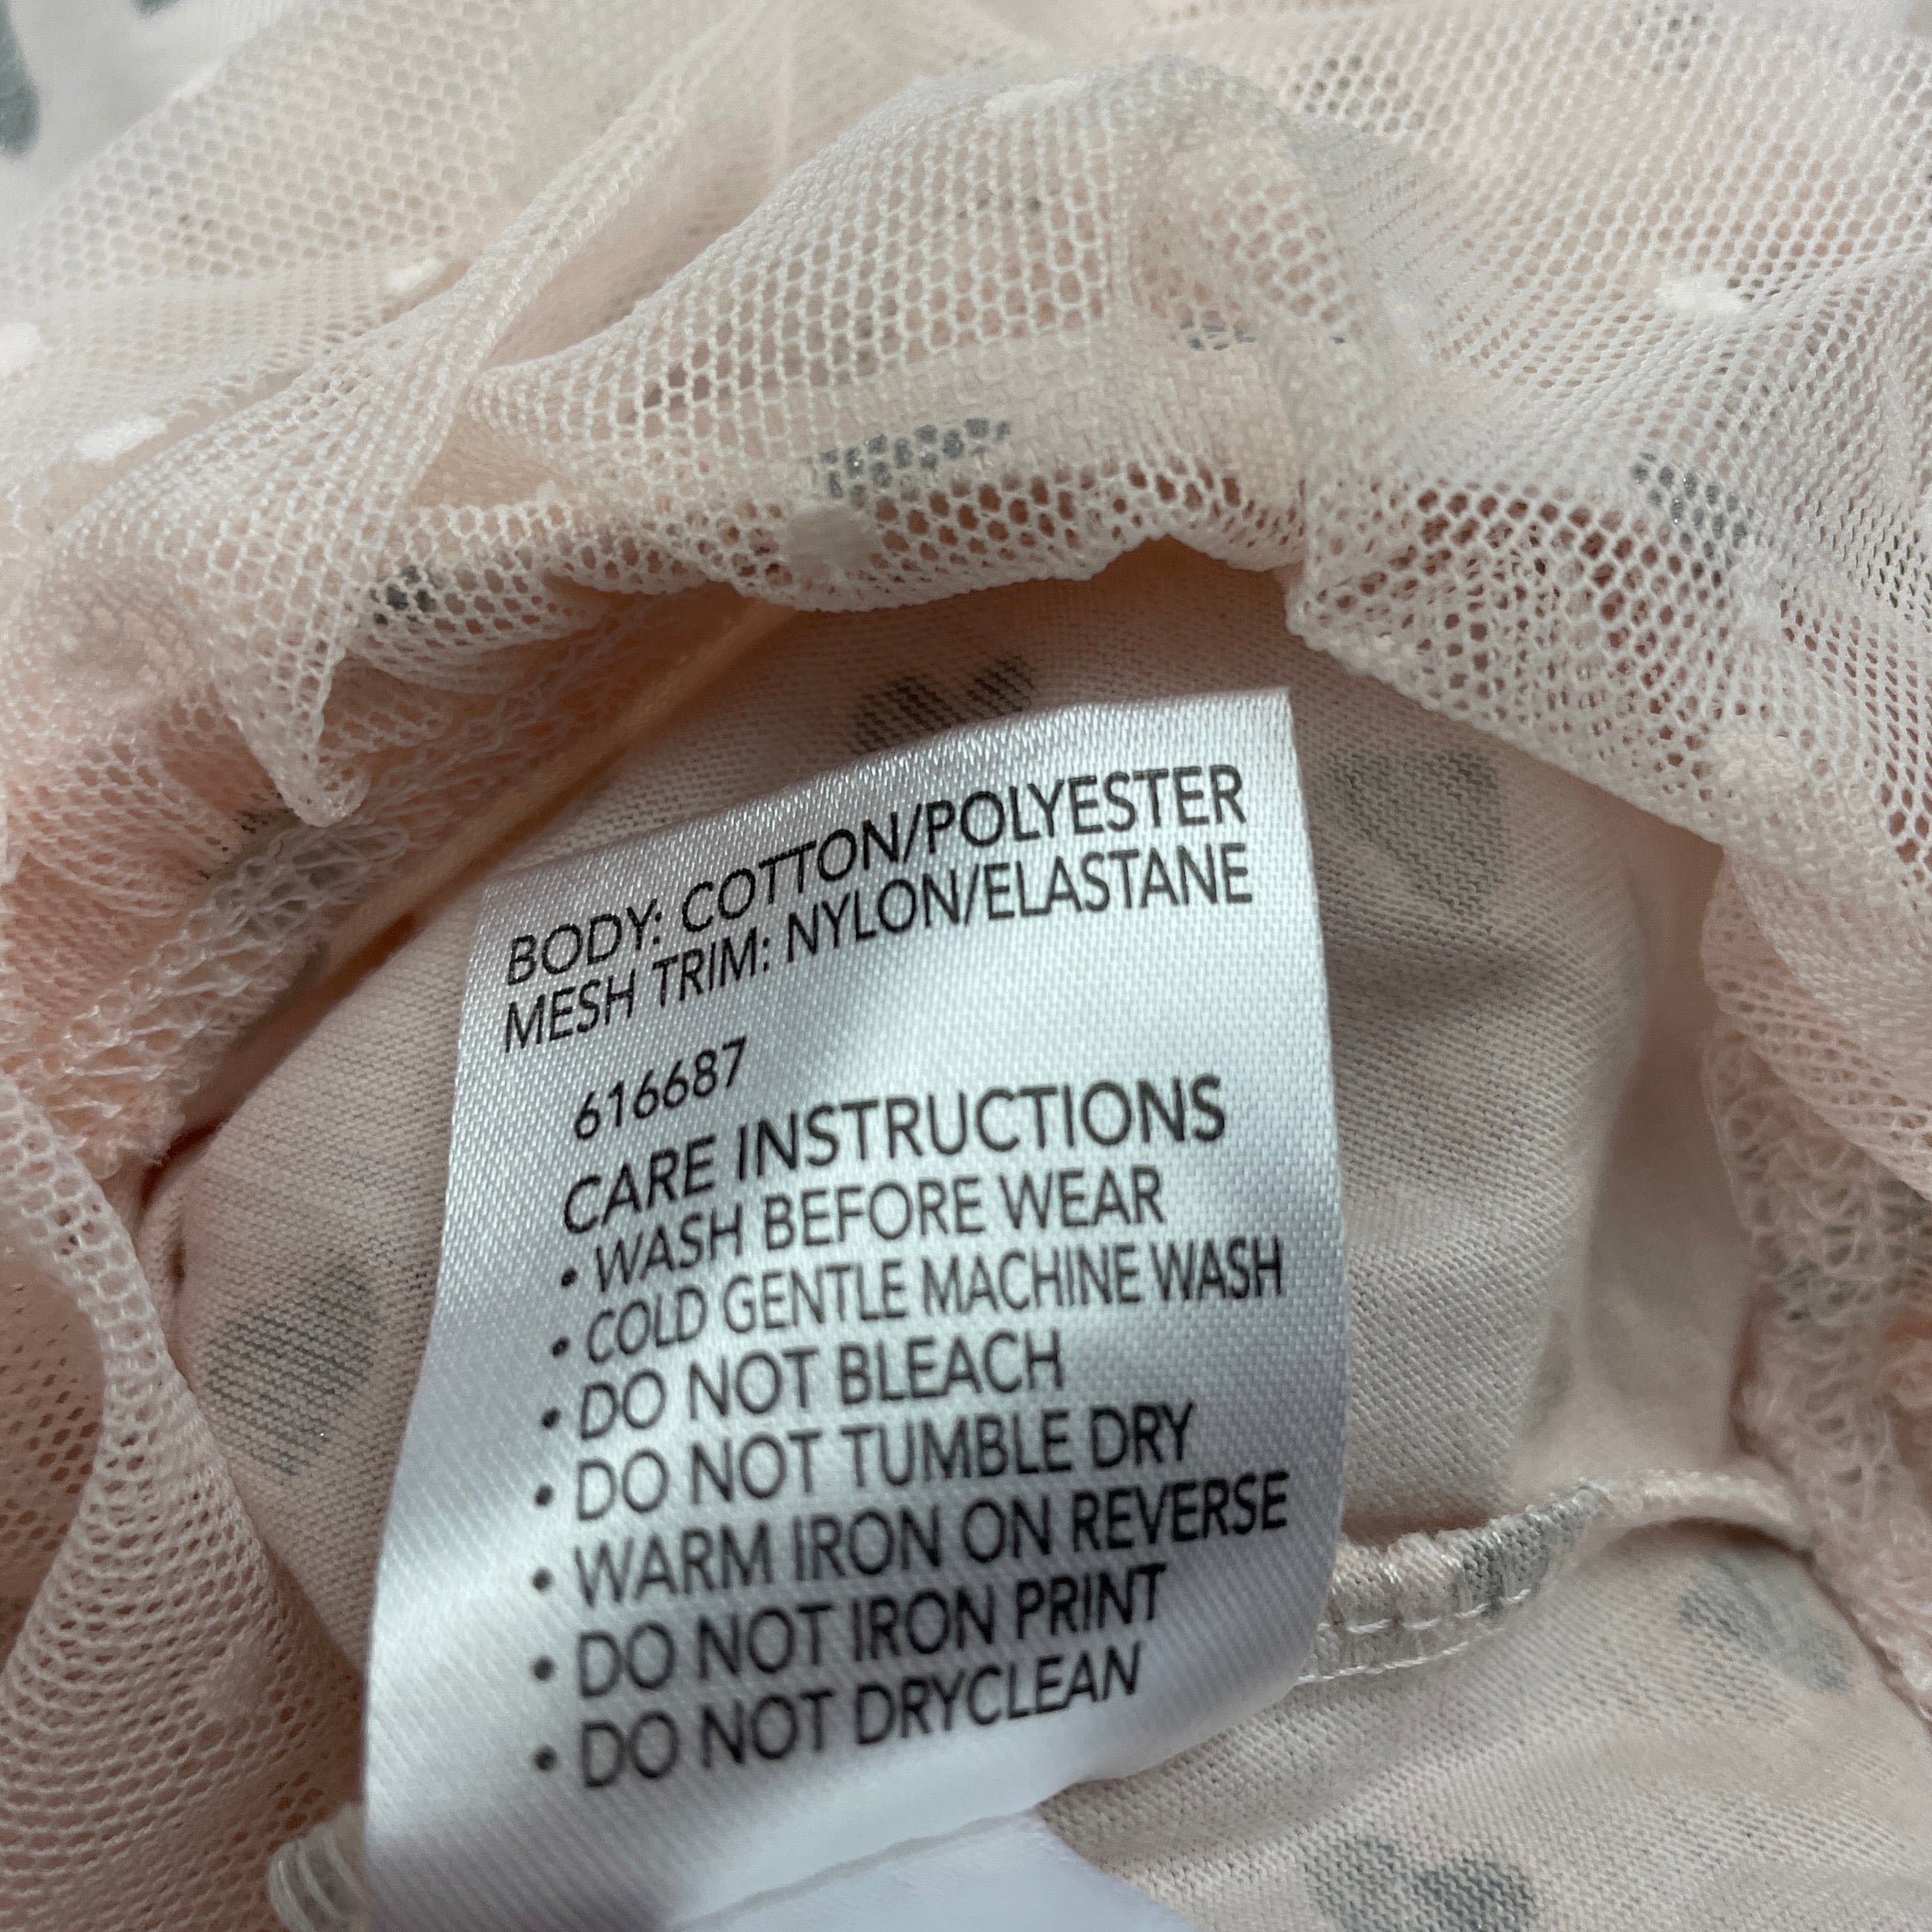 BODY: COTTON/POLYESTER
MESH TRIM: NYLON/ELASTANE
616687
CARE INSTRUCTIONS
• WASH BEFORE WEAR
• COLD GENTLE MACHINE WASH
• DO NOT BLEACH
• DO NOT TUMBLE DRY
• WARM IRON ON REVERSE
• DO NOT IRON PRINT
• DO NOT DRYCLEAN